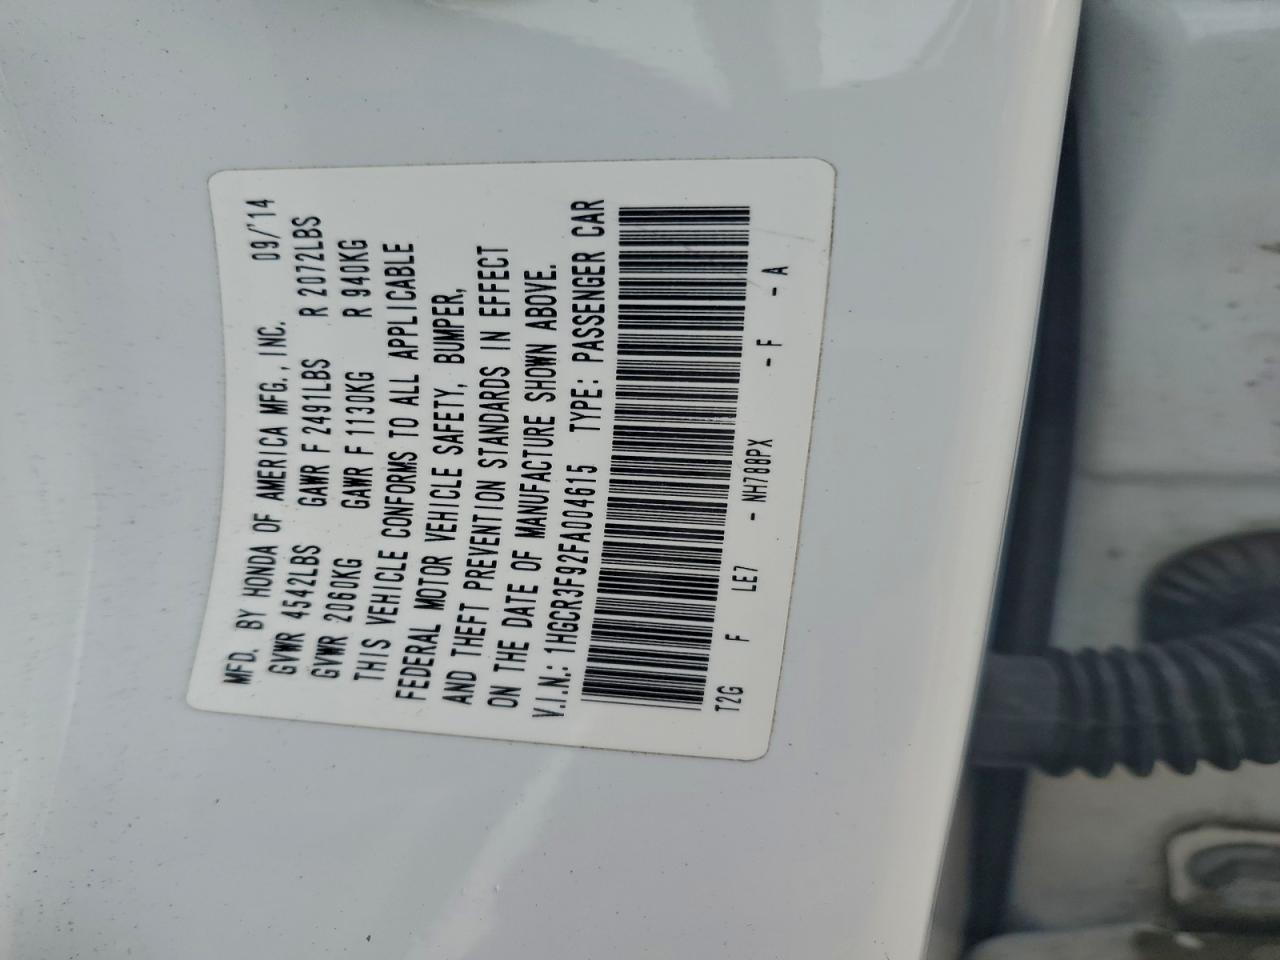 MFD. BY HONDA OF AMERICA MFG., INC. 09/'14
GVWR 4542LBS GAWR F 2491LBS R 2072LBS
GVWR 2060KG GAWR F 1130KG R 940KG
THIS VEHICLE CONFORMS TO ALL APPLICABLE
FEDERAL MOTOR VEHICLE SAFETY, BUMPER,
AND THEFT PREVENTION STANDARDS IN EFFECT
ON THE DATE OF MANUFACTURE SHOWN ABOVE.
V.I.N.: 1HGCR3F92FA004615 TYPE: PASSENGER CAR
T2G F LE7 - NH788PX - F - A